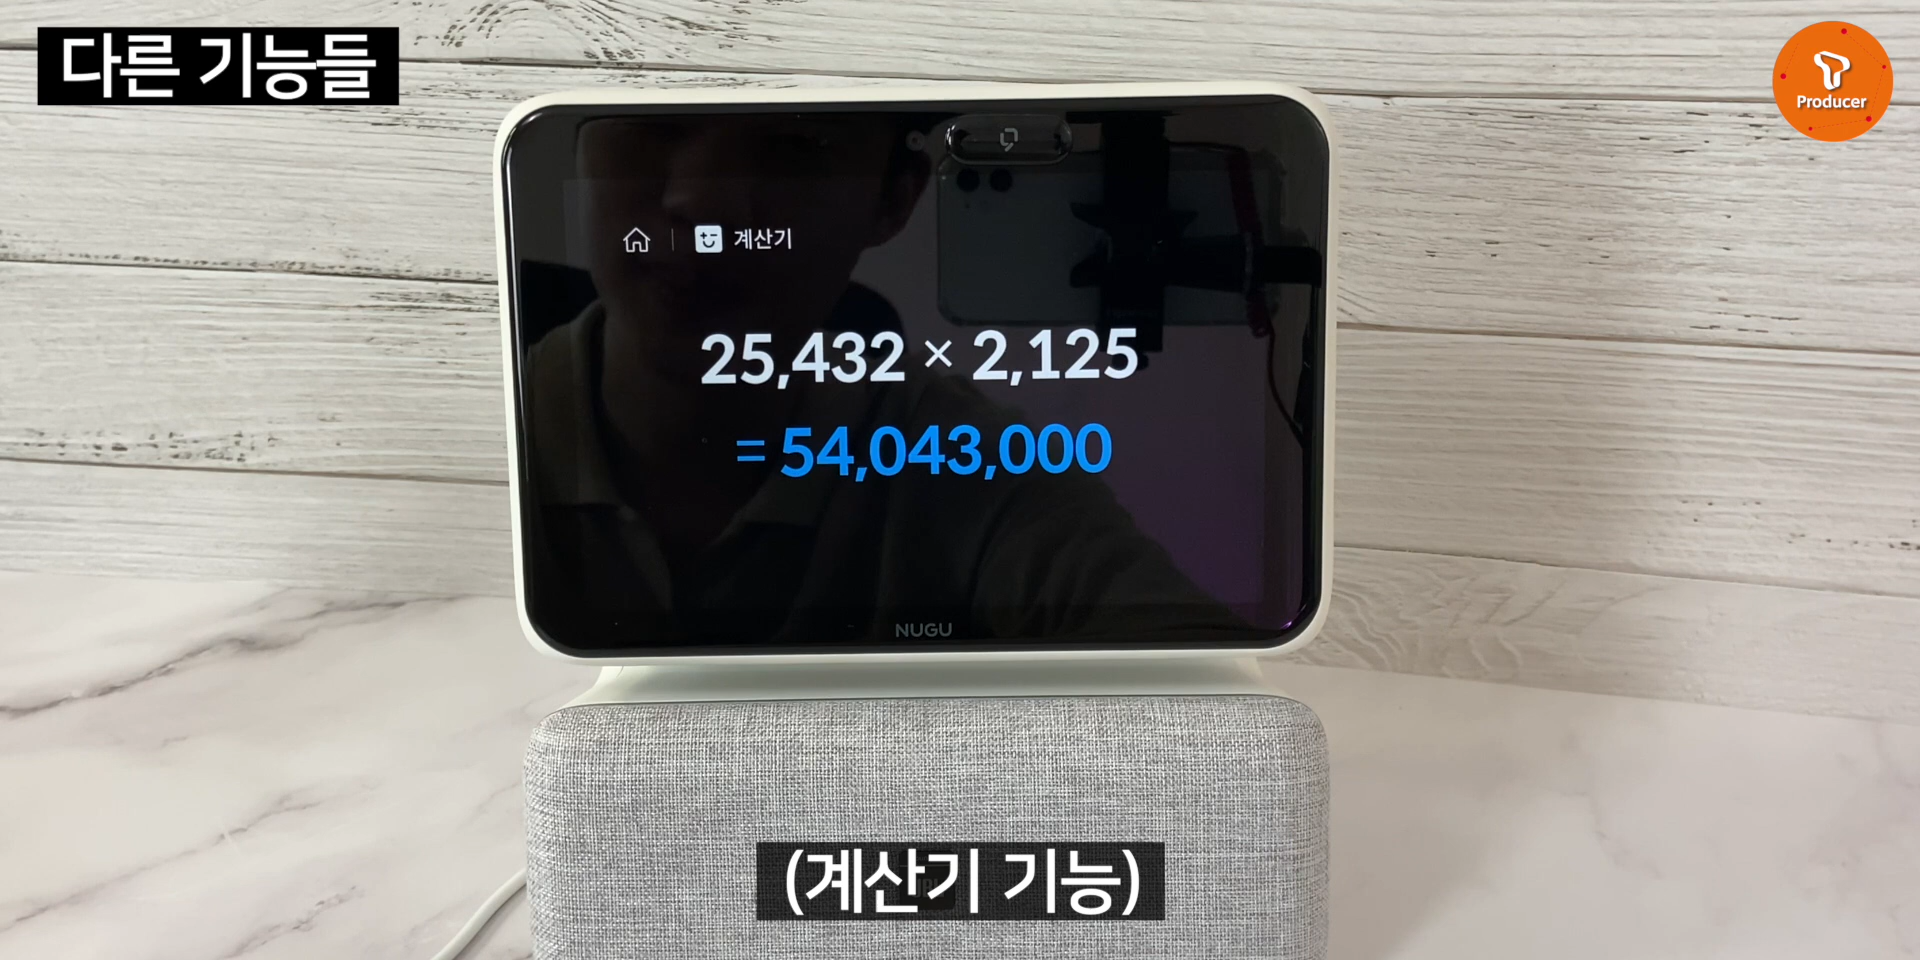 다른 기능들
Producer
계산기
25,432 × 2,125
= 54,043,000
NUGU
(계산기 기능)